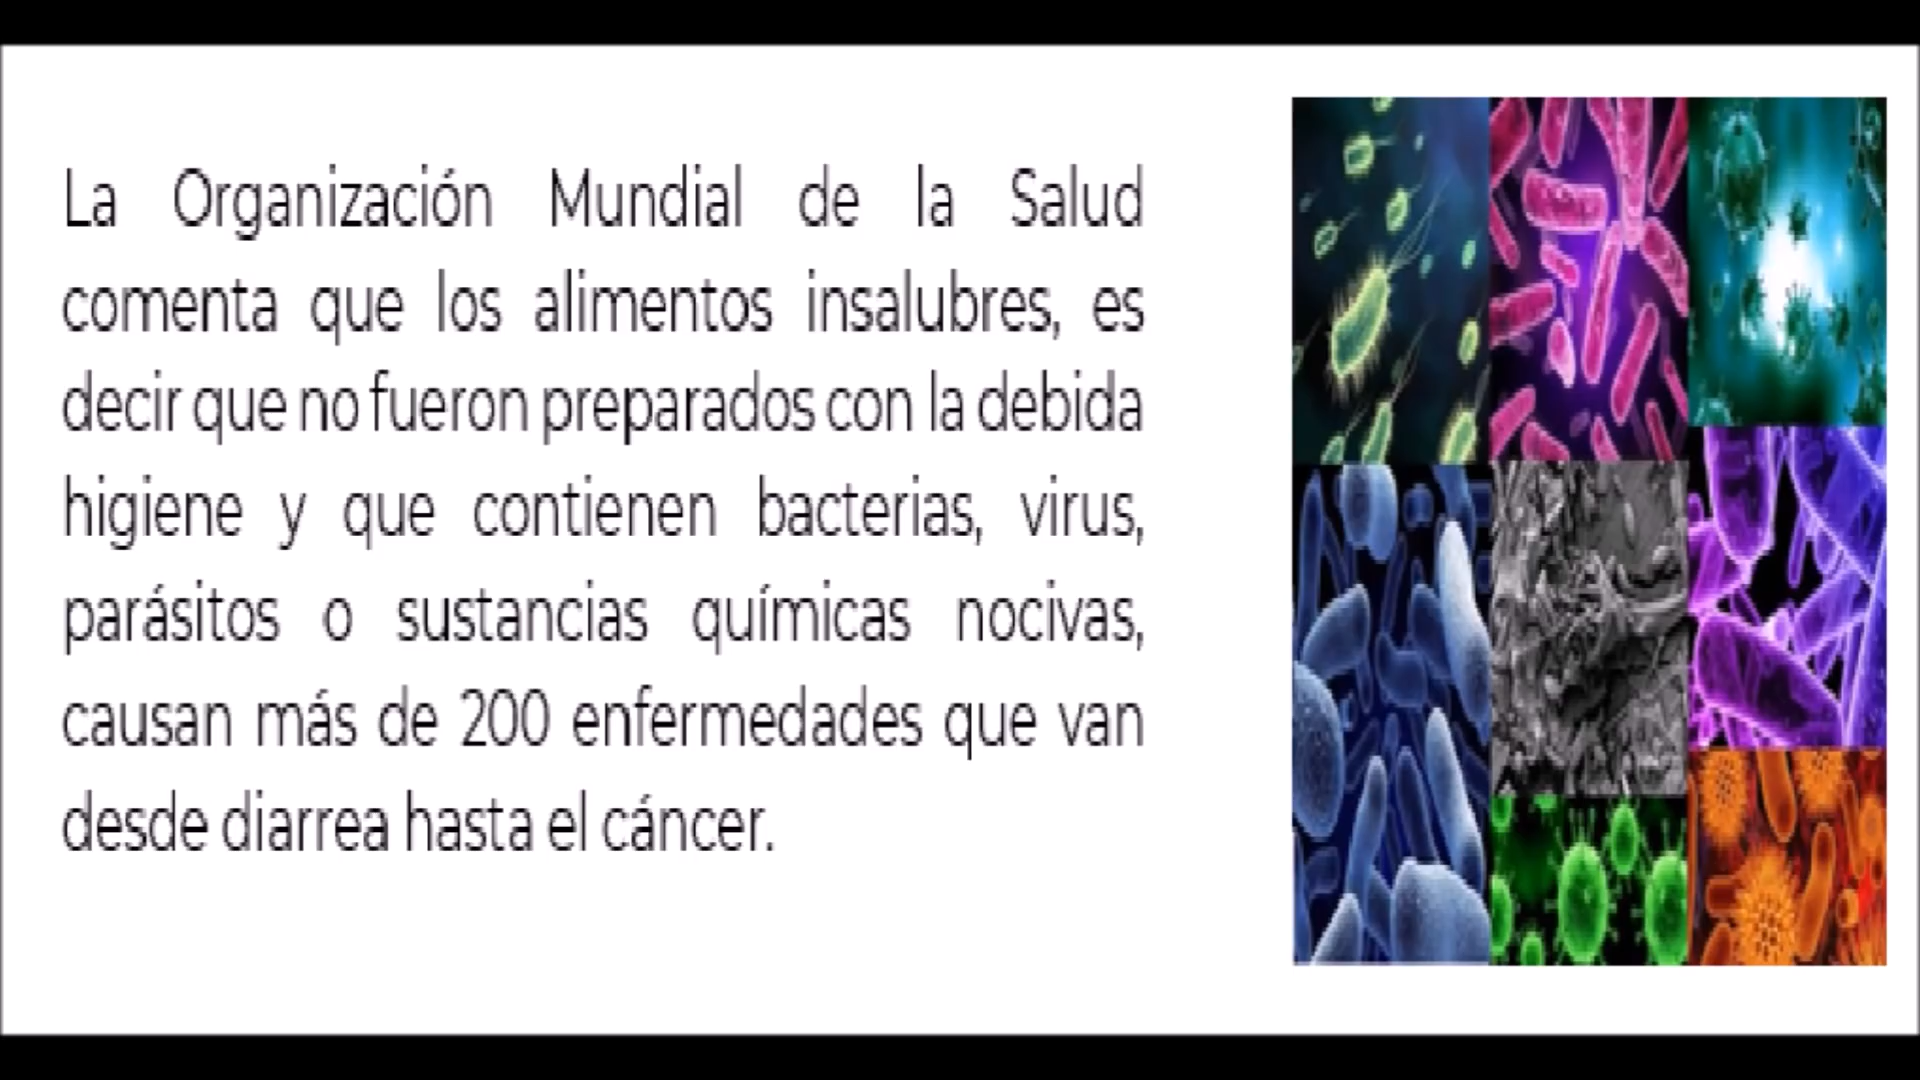 La Organización Mundial de la Salud
comenta que los alimentos insalubres, es
decir que no fueron preparados con la debida
higiene y que contienen bacterias, virus,
parásitos o sustancias químicas nocivas,
causan más de 200 enfermedades que van
desde diarrea hasta el cáncer.